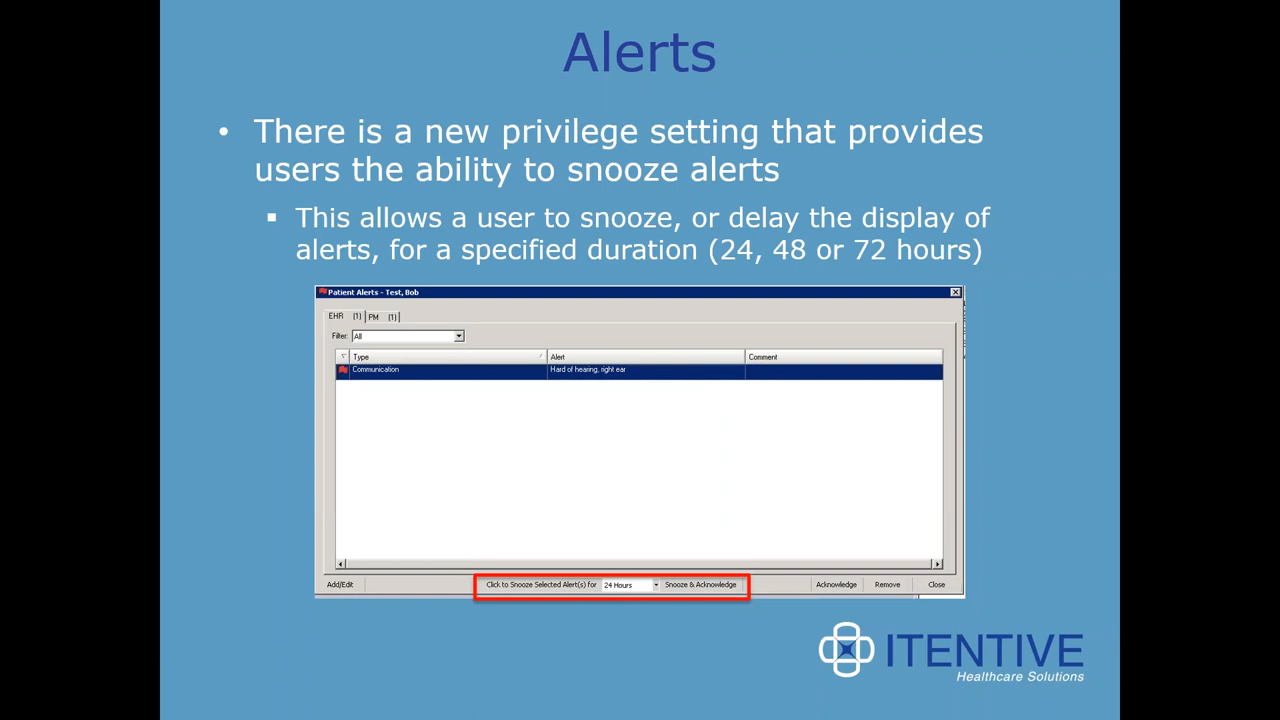 Alerts
• There is a new privilege setting that provides
users the ability to snooze alerts
▪ This allows a user to snooze, or delay the display of
alerts, for a specified duration (24, 48 or 72 hours)
Patient Alerts - Test, Bob
EHR (1) PM (1)
Filter: All
Type Alert Comment
Communication Hard of hearing, right ear
Add/Edit Click to Snooze Selected Alert(s) for 24 Hours Snooze & Acknowledge Acknowledge Remove Close
ITENTIVE
Healthcare Solutions